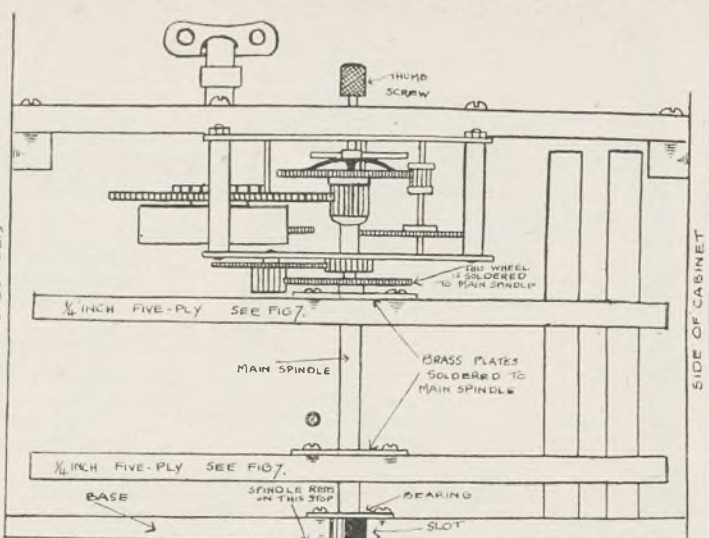 THUMB
SCREW
THIS WHEEL
IS SOLDERED
TO MAIN SPINDLE
¼ INCH FIVE-PLY SEE FIG 7.
SIDE OF CABINET
MAIN SPINDLE
BRASS PLATES
SOLDERED TO
MAIN SPINDLE
¼ INCH FIVE-PLY SEE FIG 7.
SPINDLE RESTS
ON THIS STOP
BEARING
BASE
SLOT